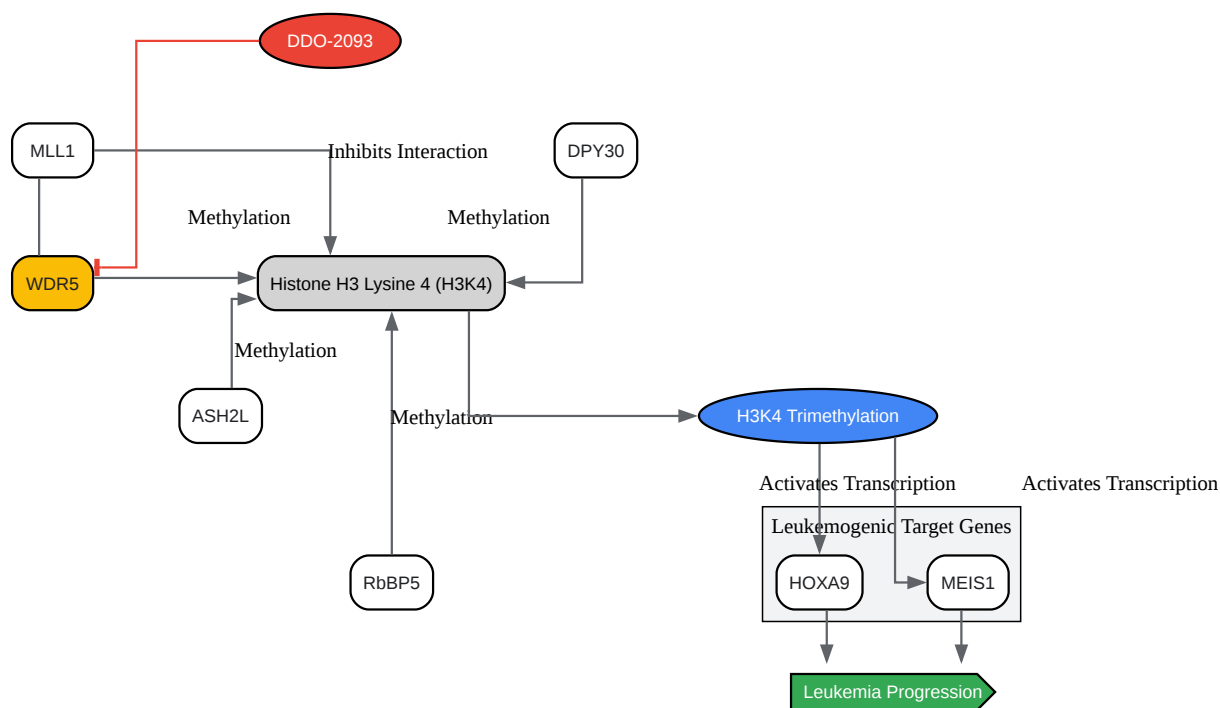 DDO-2093
MLL1
Inhibits Interaction
DPY30
Methylation
Methylation
WDR5
Histone H3 Lysine 4 (H3K4)
Methylation
ASH2L
Methylation
H3K4 Trimethylation
Activates Transcription
Activates Transcription
Leukemogenic Target Genes
RbBP5
HOXA9
MEIS1
Leukemia Progression